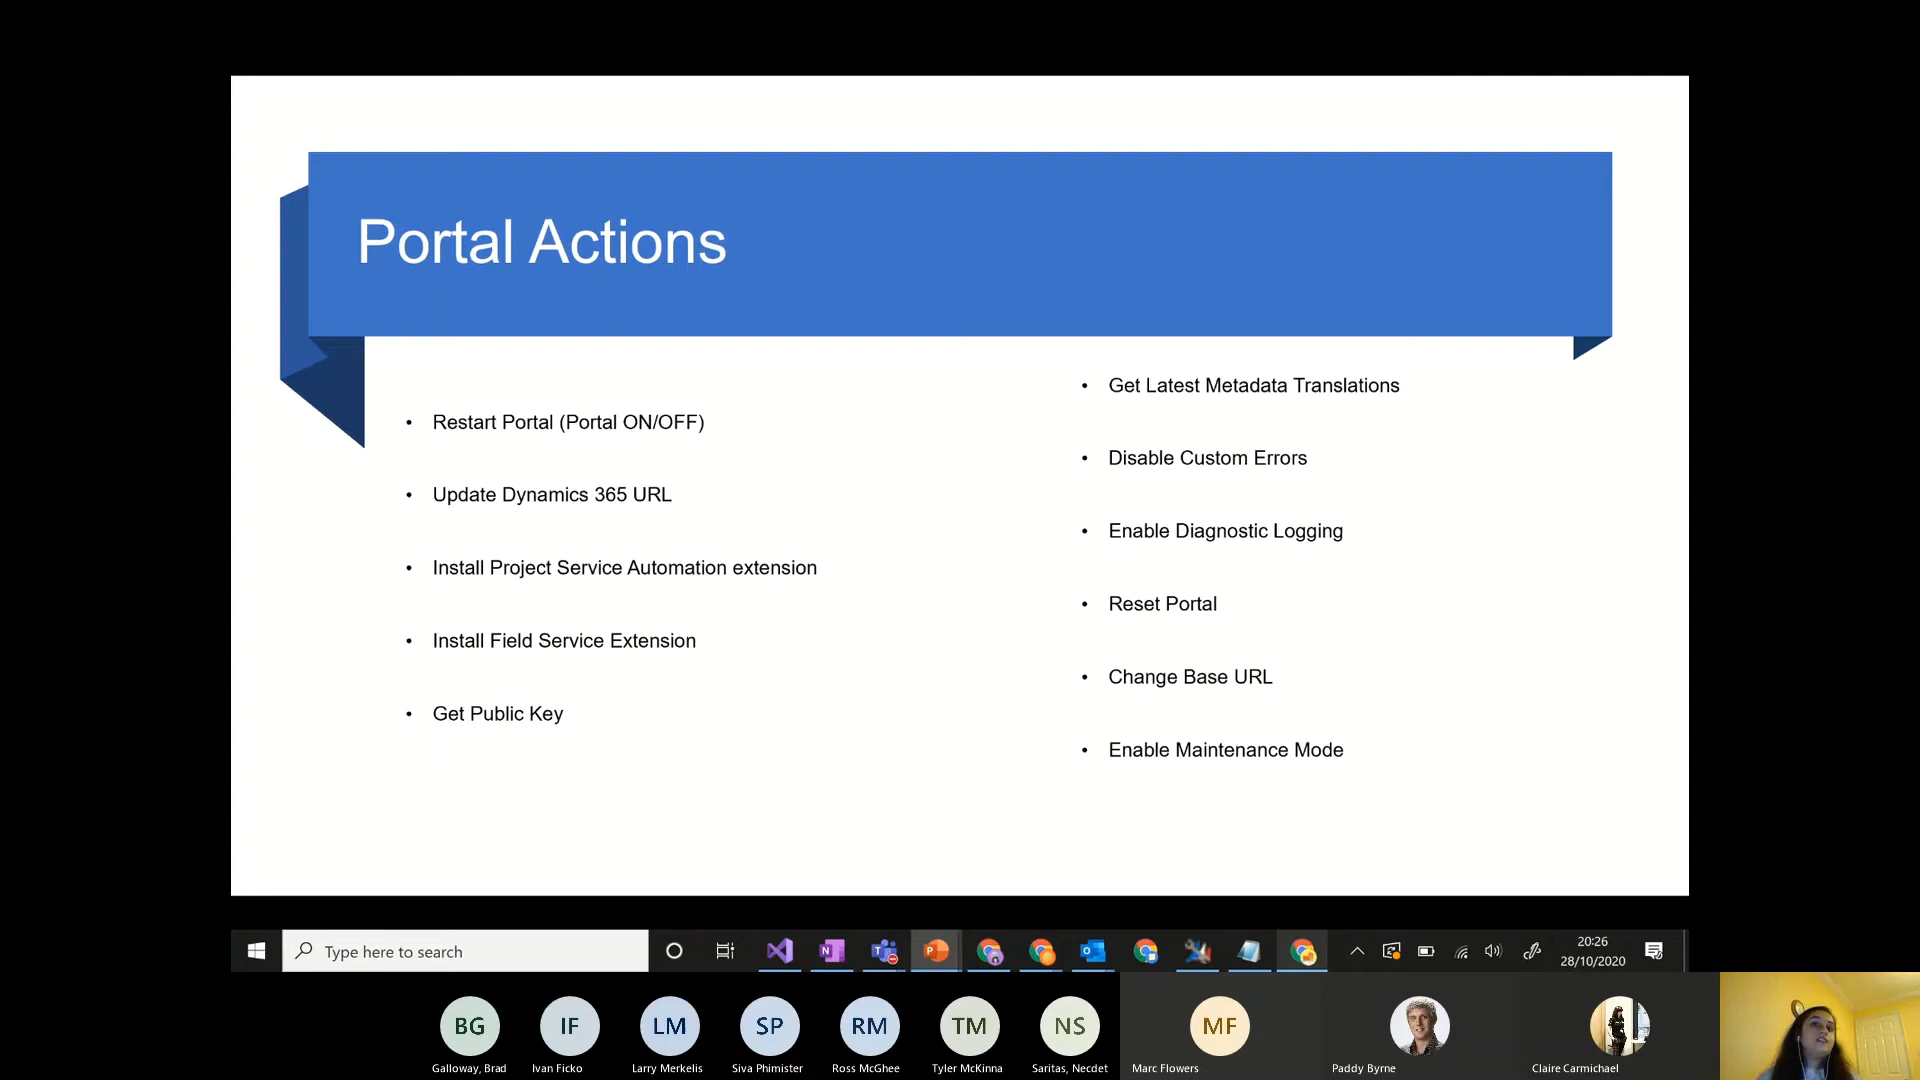 Portal Actions
Restart Portal (Portal ON/OFF)
Update Dynamics 365 URL
Install Project Service Automation extension
Install Field Service Extension
Get Public Key
Get Latest Metadata Translations
Disable Custom Errors
Enable Diagnostic Logging
Reset Portal
Change Base URL
Enable Maintenance Mode
Type here to search
20:26
28/10/2020
BG
IF
LM
SP
RM
TM
NS
MF
Galloway, Brad
Ivan Ficko
Larry Merkelis
Siva Phimister
Ross McGhee
Tyler McKinna
Saritas, Necdet
Marc Flowers
Paddy Byrne
Claire Carmichael